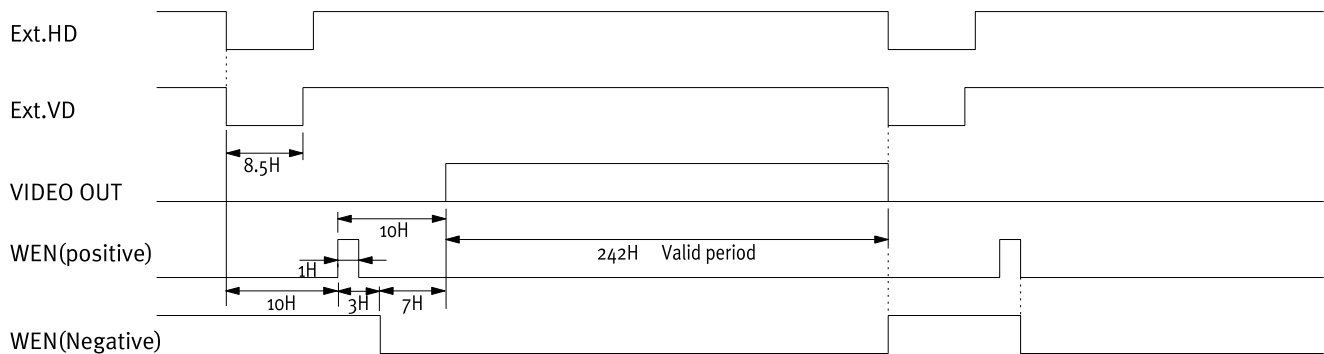 Ext.HD
Ext.VD
8.5H
VIDEO OUT
10H
WEN(positive)
242H Valid period
1H
10H
3H
7H
WEN(Negative)